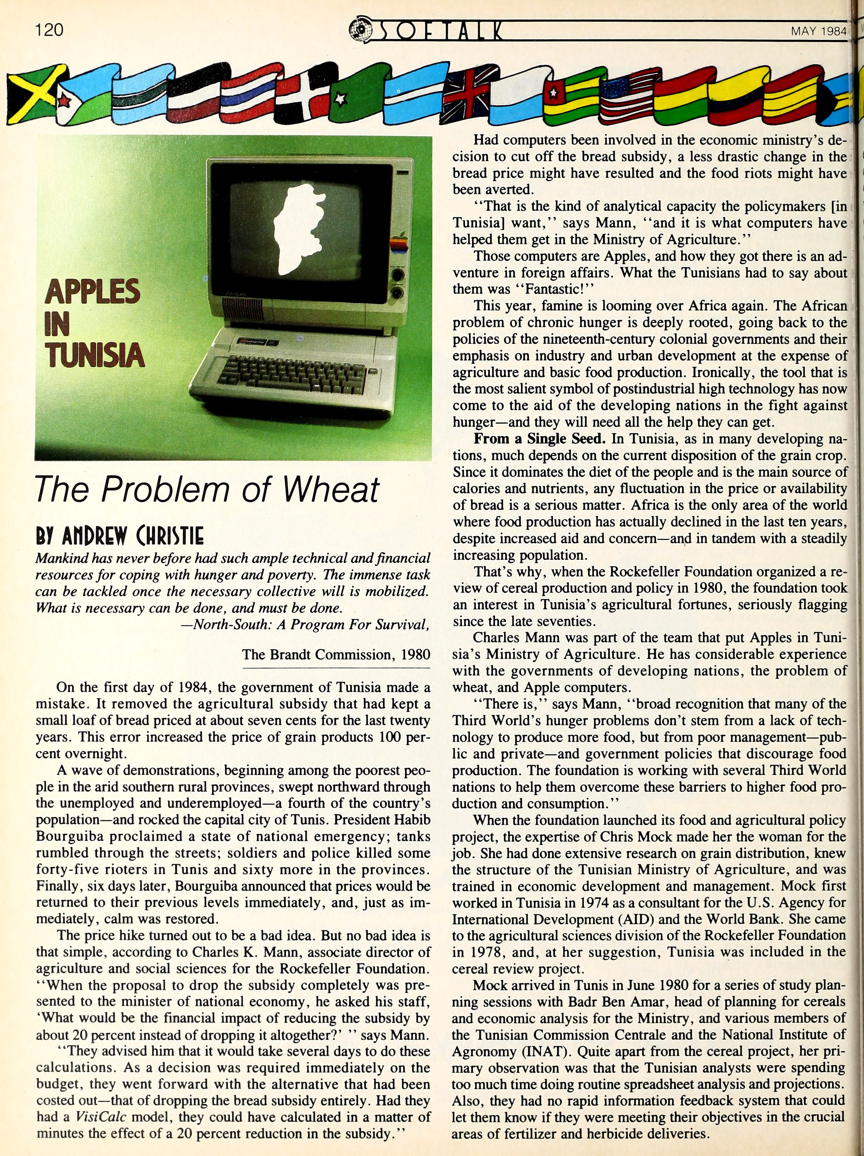 120
SOFTALK
MAY 1984
APPLES
IN
TUNISIA
The Problem of Wheat
BY ANDREW CHRISTIE
Mankind has never before had such ample technical and financial
resources for coping with hunger and poverty. The immense task
can be tackled once the necessary collective will is mobilized.
What is necessary can be done, and must be done.
—North-South: A Program For Survival,
The Brandt Commission, 1980
On the first day of 1984, the government of Tunisia made a
mistake. It removed the agricultural subsidy that had kept a
small loaf of bread priced at about seven cents for the last twenty
years. This error increased the price of grain products 100 per-
cent overnight.
A wave of demonstrations, beginning among the poorest peo-
ple in the arid southern rural provinces, swept northward through
the unemployed and underemployed—a fourth of the country's
population—and rocked the capital city of Tunis. President Habib
Bourguiba proclaimed a state of national emergency; tanks
rumbled through the streets; soldiers and police killed some
forty-five rioters in Tunis and sixty more in the provinces.
Finally, six days later, Bourguiba announced that prices would be
returned to their previous levels immediately, and, just as im-
mediately, calm was restored.
The price hike turned out to be a bad idea. But no bad idea is
that simple, according to Charles K. Mann, associate director of
agriculture and social sciences for the Rockefeller Foundation.
‘‘When the proposal to drop the subsidy completely was pre-
sented to the minister of national economy, he asked his staff,
‘What would be the financial impact of reducing the subsidy by
about 20 percent instead of dropping it altogether?’ ’’ says Mann.
‘‘They advised him that it would take several days to do these
calculations. As a decision was required immediately on the
budget, they went forward with the alternative that had been
costed out—that of dropping the bread subsidy entirely. Had they
had a VisiCalc model, they could have calculated in a matter of
minutes the effect of a 20 percent reduction in the subsidy.’’
Had computers been involved in the economic ministry's de-
cision to cut off the bread subsidy, a less drastic change in the
bread price might have resulted and the food riots might have
been averted.
‘‘That is the kind of analytical capacity the policymakers [in
Tunisia] want,’’ says Mann, ‘‘and it is what computers have
helped them get in the Ministry of Agriculture.’’
Those computers are Apples, and how they got there is an ad-
venture in foreign affairs. What the Tunisians had to say about
them was ‘‘Fantastic!’’
This year, famine is looming over Africa again. The African
problem of chronic hunger is deeply rooted, going back to the
policies of the nineteenth-century colonial governments and their
emphasis on industry and urban development at the expense of
agriculture and basic food production. Ironically, the tool that is
the most salient symbol of postindustrial high technology has now
come to the aid of the developing nations in the fight against
hunger—and they will need all the help they can get.
From a Single Seed. In Tunisia, as in many developing na-
tions, much depends on the current disposition of the grain crop.
Since it dominates the diet of the people and is the main source of
calories and nutrients, any fluctuation in the price or availability
of bread is a serious matter. Africa is the only area of the world
where food production has actually declined in the last ten years,
despite increased aid and concern—and in tandem with a steadily
increasing population.
That's why, when the Rockefeller Foundation organized a re-
view of cereal production and policy in 1980, the foundation took
an interest in Tunisia's agricultural fortunes, seriously flagging
since the late seventies.
Charles Mann was part of the team that put Apples in Tuni-
sia's Ministry of Agriculture. He has considerable experience
with the governments of developing nations, the problem of
wheat, and Apple computers.
‘‘There is,’’ says Mann, ‘‘broad recognition that many of the
Third World's hunger problems don't stem from a lack of tech-
nology to produce more food, but from poor management—pub-
lic and private—and government policies that discourage food
production. The foundation is working with several Third World
nations to help them overcome these barriers to higher food pro-
duction and consumption.’’
When the foundation launched its food and agricultural policy
project, the expertise of Chris Mock made her the woman for the
job. She had done extensive research on grain distribution, knew
the structure of the Tunisian Ministry of Agriculture, and was
trained in economic development and management. Mock first
worked in Tunisia in 1974 as a consultant for the U.S. Agency for
International Development (AID) and the World Bank. She came
to the agricultural sciences division of the Rockefeller Foundation
in 1978, and, at her suggestion, Tunisia was included in the
cereal review project.
Mock arrived in Tunis in June 1980 for a series of study plan-
ning sessions with Badr Ben Amar, head of planning for cereals
and economic analysis for the Ministry, and various members of
the Tunisian Commission Centrale and the National Institute of
Agronomy (INAT). Quite apart from the cereal project, her pri-
mary observation was that the Tunisian analysts were spending
too much time doing routine spreadsheet analysis and projections.
Also, they had no rapid information feedback system that could
let them know if they were meeting their objectives in the crucial
areas of fertilizer and herbicide deliveries.